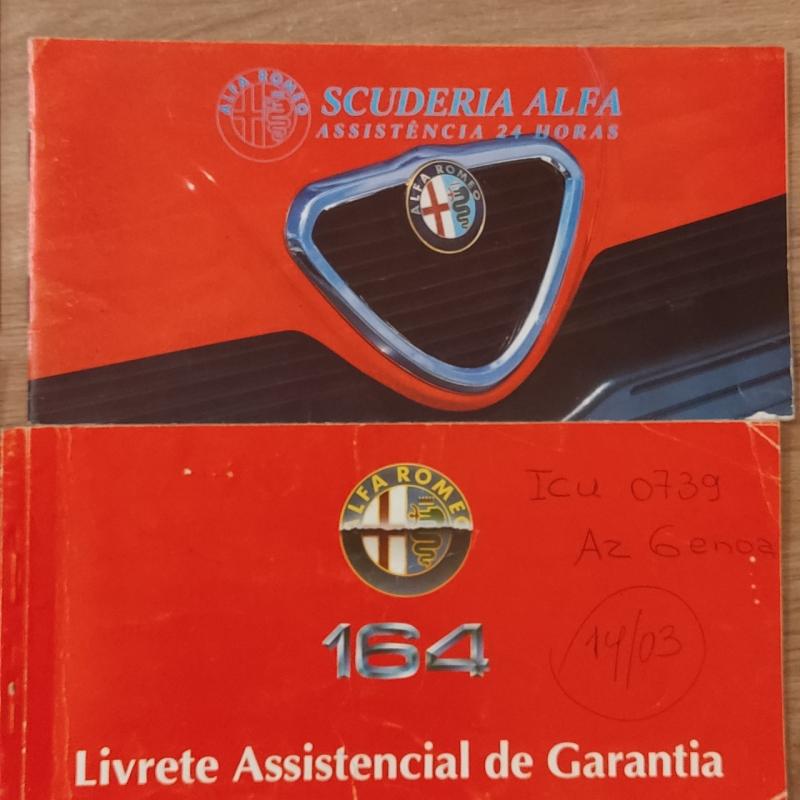 ALFA ROMEO
SCUDERIA ALFA
ASSISTÊNCIA 24 HORAS
ALFA ROMEO
ALFA ROMEO
Icu 0739
Az Genoa
14/03
164
Livrete Assistencial de Garantia